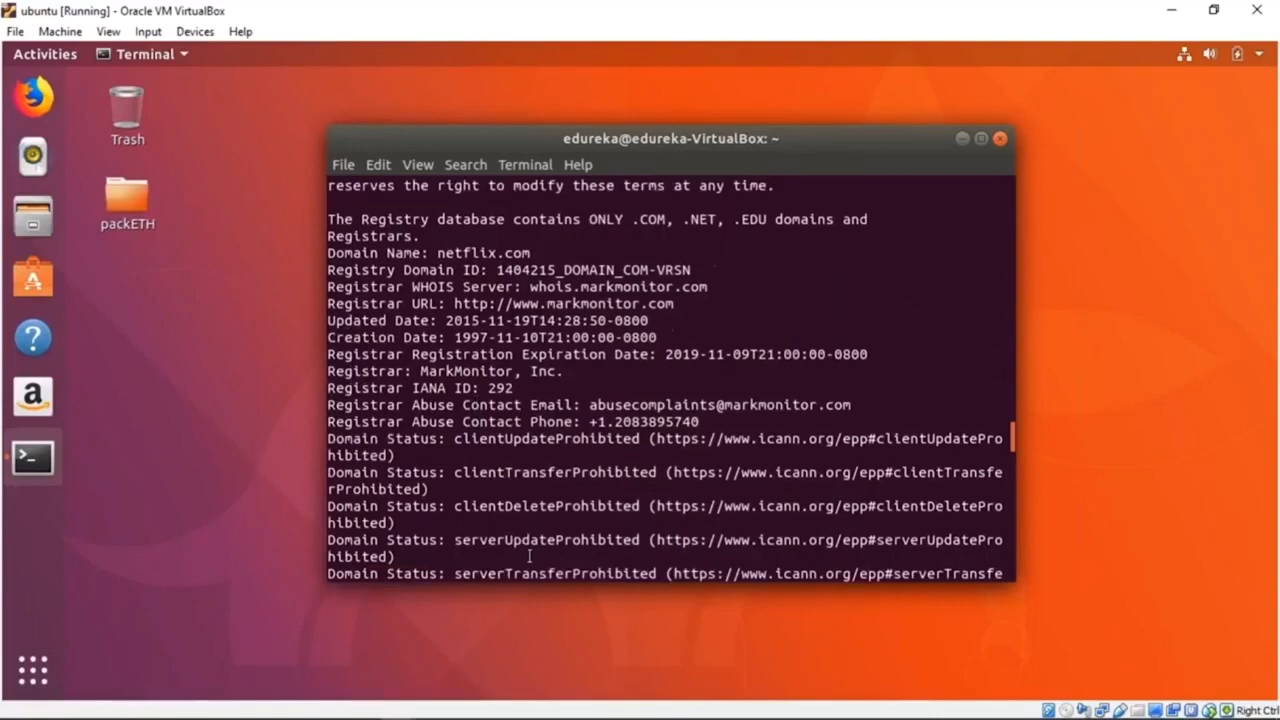 ubuntu [Running] - Oracle VM VirtualBox
File Machine View Input Devices Help
Activities Terminal
Trash
packETH
edureka@edureka-VirtualBox: ~
File Edit View Search Terminal Help
reserves the right to modify these terms at any time.
The Registry database contains ONLY .COM, .NET, .EDU domains and
Registrars.
Domain Name: netflix.com
Registry Domain ID: 1404215_DOMAIN_COM-VRSN
Registrar WHOIS Server: whois.markmonitor.com
Registrar URL: http://www.markmonitor.com
Updated Date: 2015-11-19T14:28:50-0800
Creation Date: 1997-11-10T21:00:00-0800
Registrar Registration Expiration Date: 2019-11-09T21:00:00-0800
Registrar: MarkMonitor, Inc.
Registrar IANA ID: 292
Registrar Abuse Contact Email: abusecomplaints@markmonitor.com
Registrar Abuse Contact Phone: +1.2083895740
Domain Status: clientUpdateProhibited (https://www.icann.org/epp#clientUpdatePro
hibited)
Domain Status: clientTransferProhibited (https://www.icann.org/epp#clientTransfe
rProhibited)
Domain Status: clientDeleteProhibited (https://www.icann.org/epp#clientDeletePro
hibited)
Domain Status: serverUpdateProhibited (https://www.icann.org/epp#serverUpdatePro
hibited)
Domain Status: serverTransferProhibited (https://www.icann.org/epp#serverTransfe
Right Ctrl